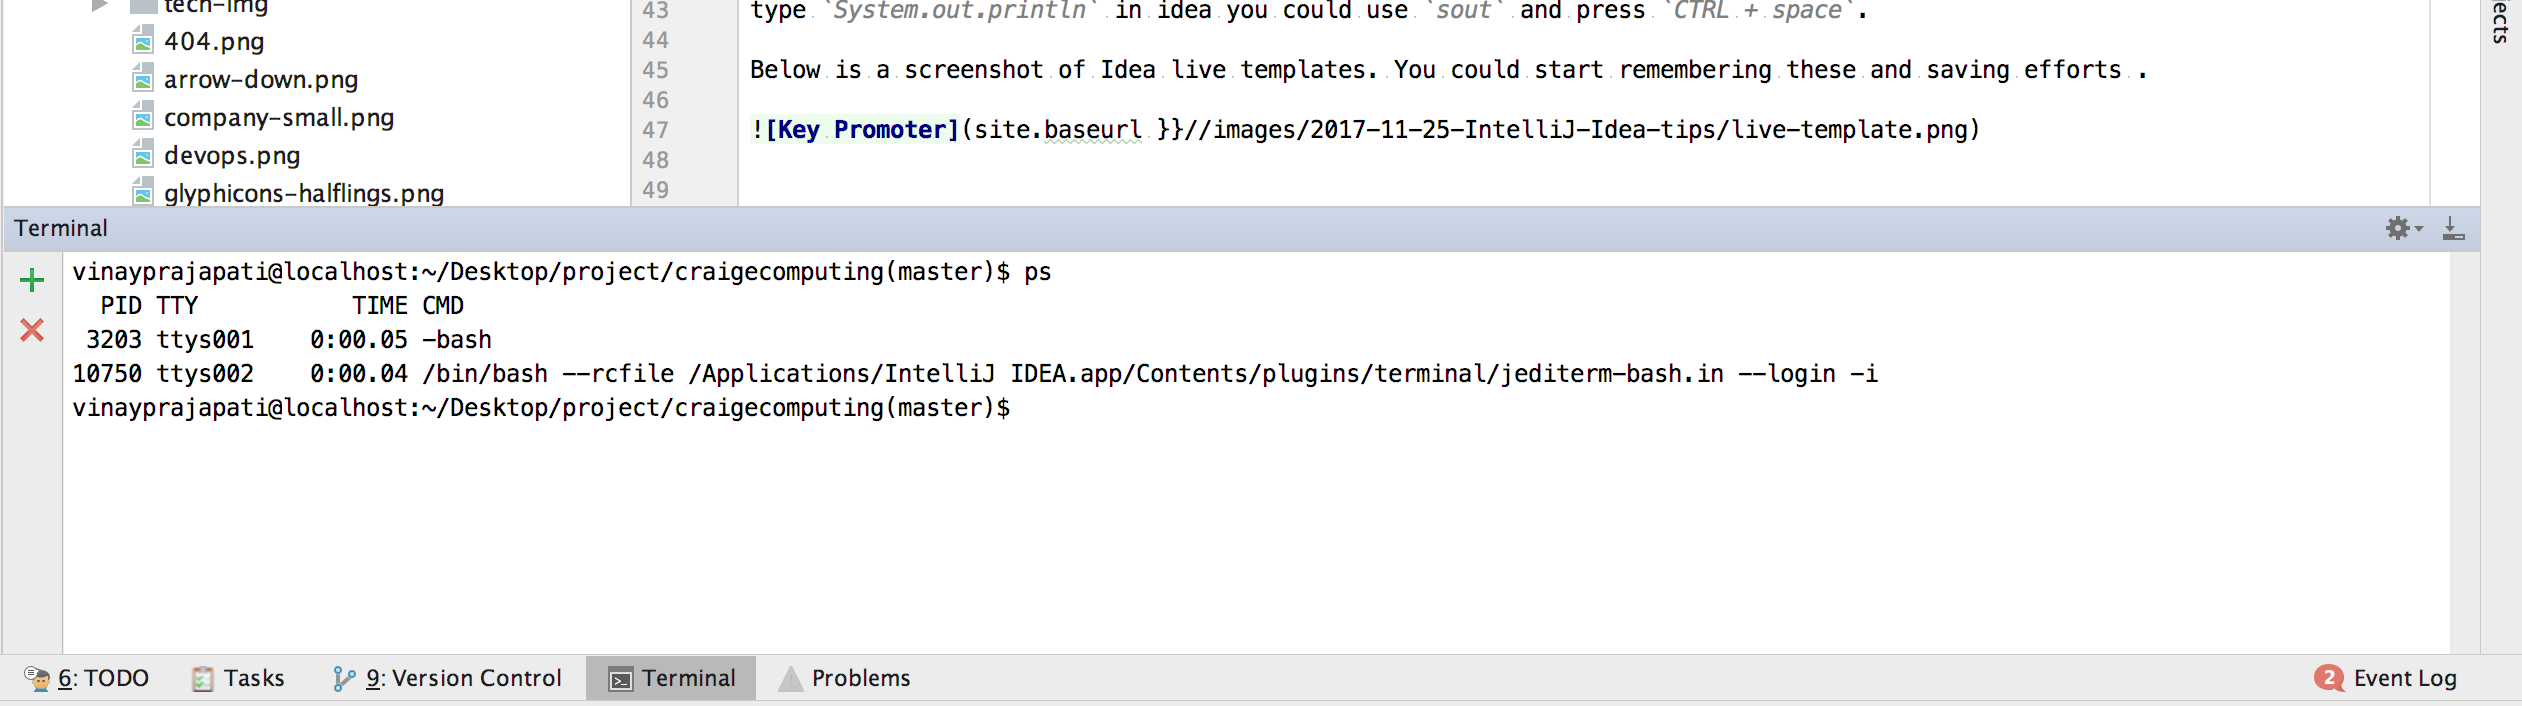 tech-img
404.png
arrow-down.png
company-small.png
devops.png
glyphicons-halflings.png
43 type `System.out.println` in idea you could use `sout` and press `CTRL + space`.
44
45 Below is a screenshot of Idea live templates. You could start remembering these and saving efforts .
46
47 ![Key Promoter](site.baseurl }}//images/2017-11-25-IntelliJ-Idea-tips/live-template.png)
48
49
Terminal
vinayprajapati@localhost:~/Desktop/project/craigecomputing(master)$ ps
  PID TTY           TIME CMD
 3203 ttys001    0:00.05 -bash
10750 ttys002    0:00.04 /bin/bash --rcfile /Applications/IntelliJ IDEA.app/Contents/plugins/terminal/jediterm-bash.in --login -i
vinayprajapati@localhost:~/Desktop/project/craigecomputing(master)$
6: TODO Tasks 9: Version Control Terminal Problems 2 Event Log